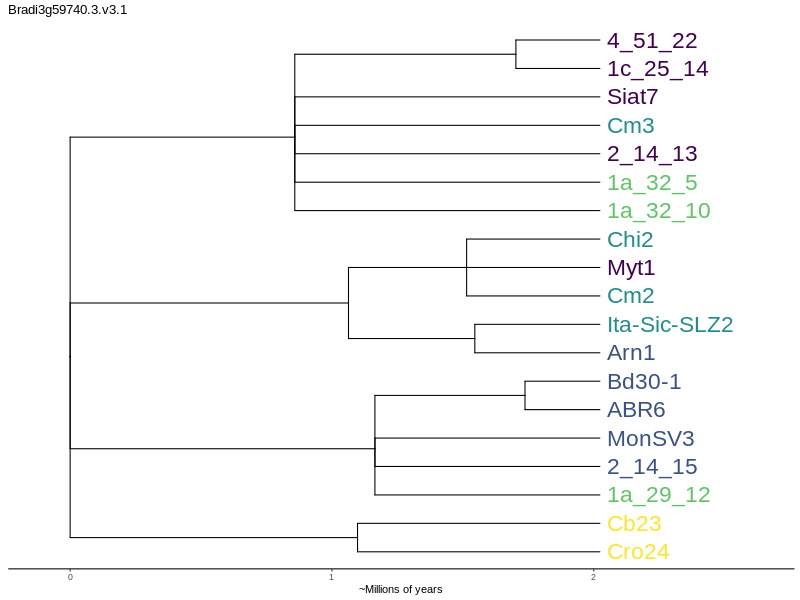 Bradi3g59740.3.v3.1
4_51_22
1c_25_14
Siat7
Cm3
2_14_13
1a_32_5
1a_32_10
Chi2
Myt1
Cm2
Ita-Sic-SLZ2
Arn1
Bd30-1
ABR6
MonSV3
2_14_15
1a_29_12
Cb23
Cro24
0 1 2
~Millions of years